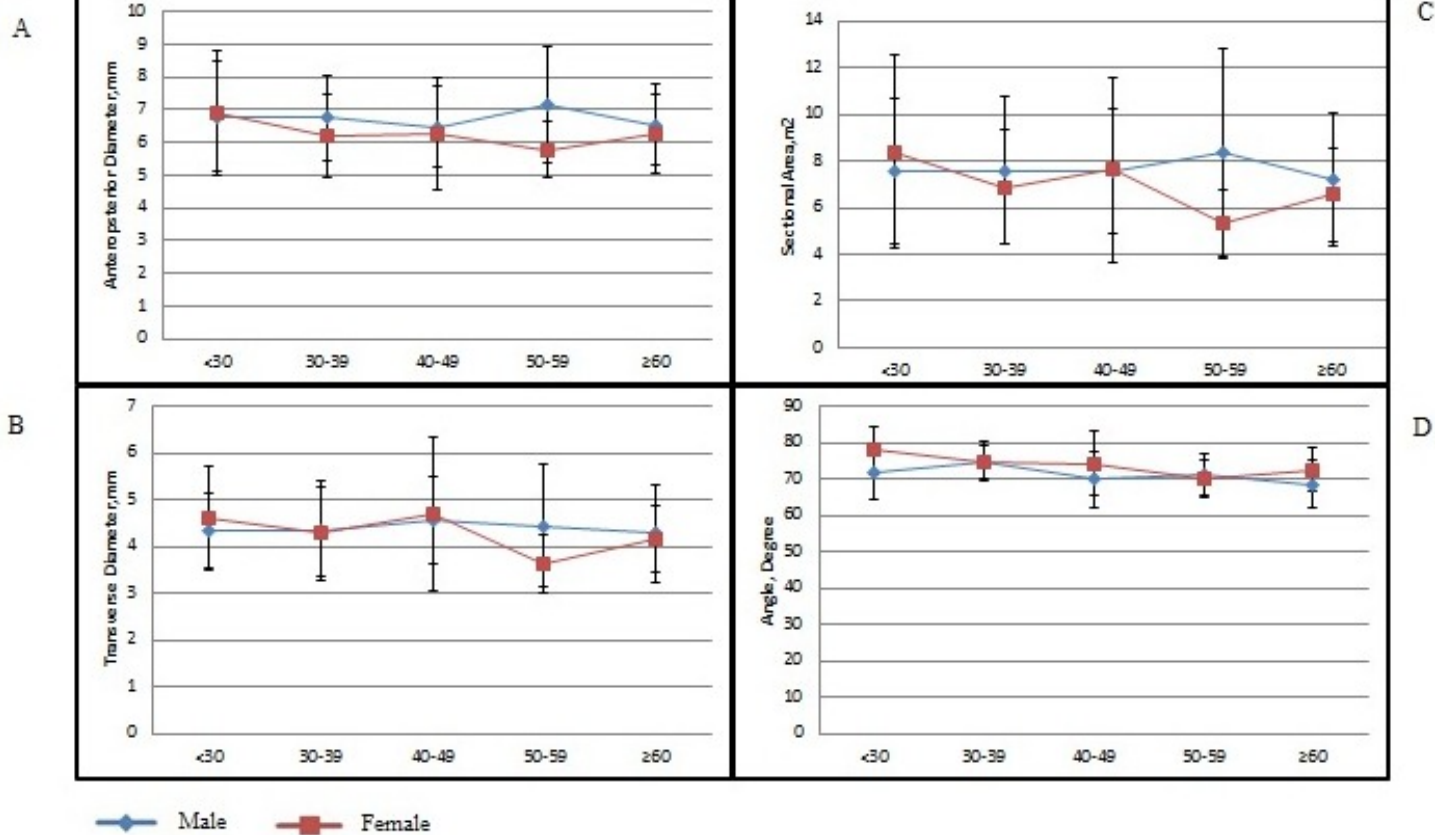 A
Anteroposterior Diameter,mm
10
9
8
7
6
5
4
3
2
1
0
<30 30-39 40-49 50-59 ≥60
C
Sectional Area,m2
14
12
10
8
6
4
2
0
<30 30-39 40-49 50-59 ≥60
B
Transverse Diameter,mm
7
6
5
4
3
2
1
0
<30 30-39 40-49 50-59 ≥60
D
Angle, Degree
90
80
70
60
50
40
30
20
10
0
<30 30-39 40-49 50-59 ≥60
Male Female